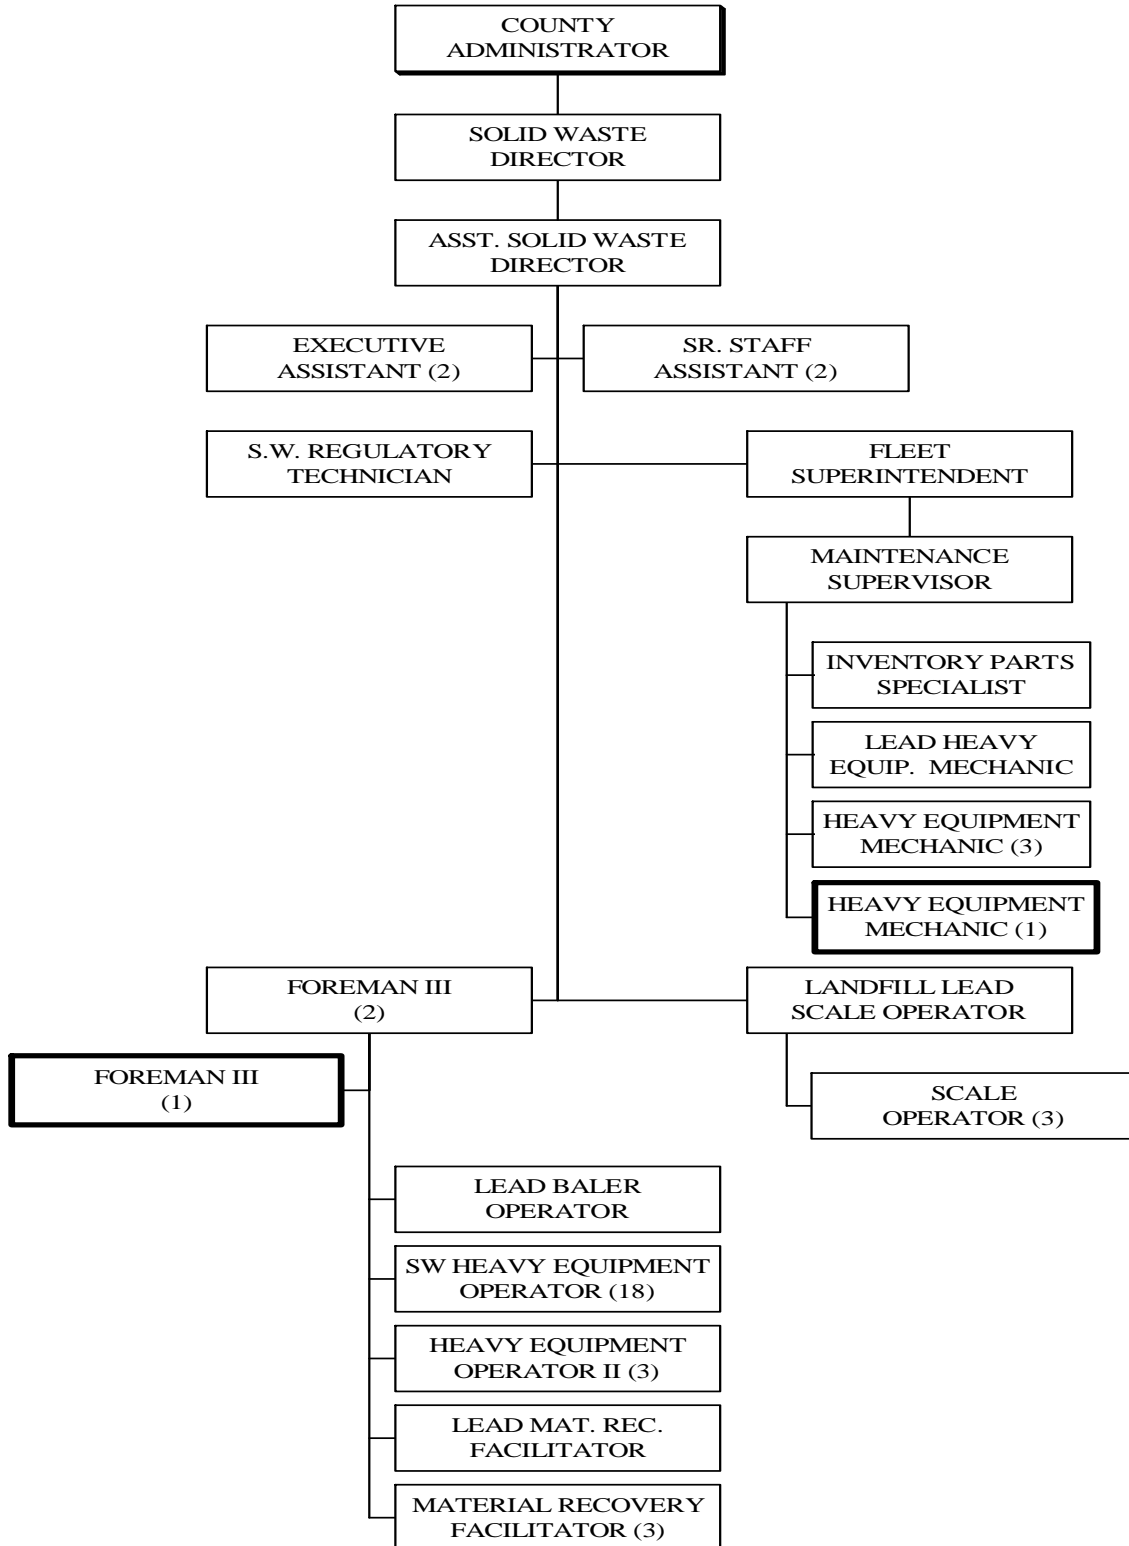 COUNTY
ADMINISTRATOR
SOLID WASTE
DIRECTOR
ASST. SOLID WASTE
DIRECTOR
EXECUTIVE
ASSISTANT (2)
SR. STAFF
ASSISTANT (2)
S.W. REGULATORY
TECHNICIAN
FLEET
SUPERINTENDENT
MAINTENANCE
SUPERVISOR
INVENTORY PARTS
SPECIALIST
LEAD HEAVY
EQUIP. MECHANIC
HEAVY EQUIPMENT
MECHANIC (3)
HEAVY EQUIPMENT
MECHANIC (1)
FOREMAN III
(2)
LANDFILL LEAD
SCALE OPERATOR
FOREMAN III
(1)
SCALE
OPERATOR (3)
LEAD BALER
OPERATOR
SW HEAVY EQUIPMENT
OPERATOR (18)
HEAVY EQUIPMENT
OPERATOR II (3)
LEAD MAT. REC.
FACILITATOR
MATERIAL RECOVERY
FACILITATOR (3)